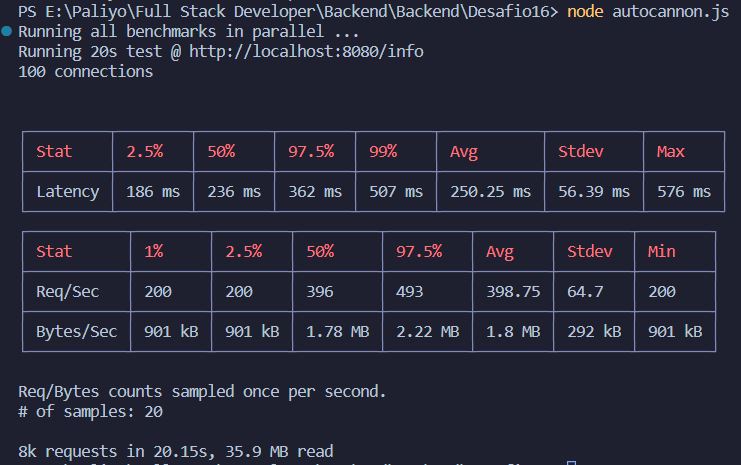 PS E:\Paliyo\Full Stack Developer\Backend\Backend\Desafio16> node autocannon.js
Running all benchmarks in parallel ...
Running 20s test @ http://localhost:8080/info
100 connections
Stat 2.5% 50% 97.5% 99% Avg Stdev Max
Latency 186 ms 236 ms 362 ms 507 ms 250.25 ms 56.39 ms 576 ms
Stat 1% 2.5% 50% 97.5% Avg Stdev Min
Req/Sec 200 200 396 493 398.75 64.7 200
Bytes/Sec 901 kB 901 kB 1.78 MB 2.22 MB 1.8 MB 292 kB 901 kB
Req/Bytes counts sampled once per second.
# of samples: 20
8k requests in 20.15s, 35.9 MB read